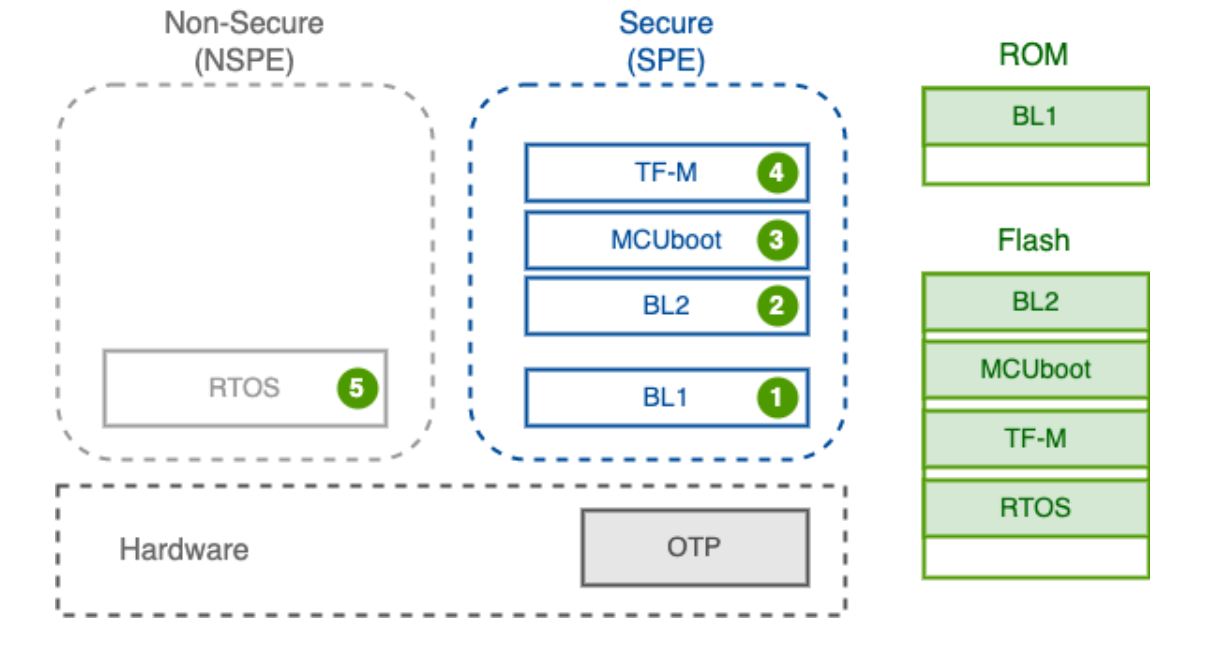 Non-Secure
(NSPE)
RTOS 5
Secure
(SPE)
TF-M 4
MCUboot 3
BL2 2
BL1 1
Hardware
OTP
ROM
BL1
Flash
BL2
MCUboot
TF-M
RTOS